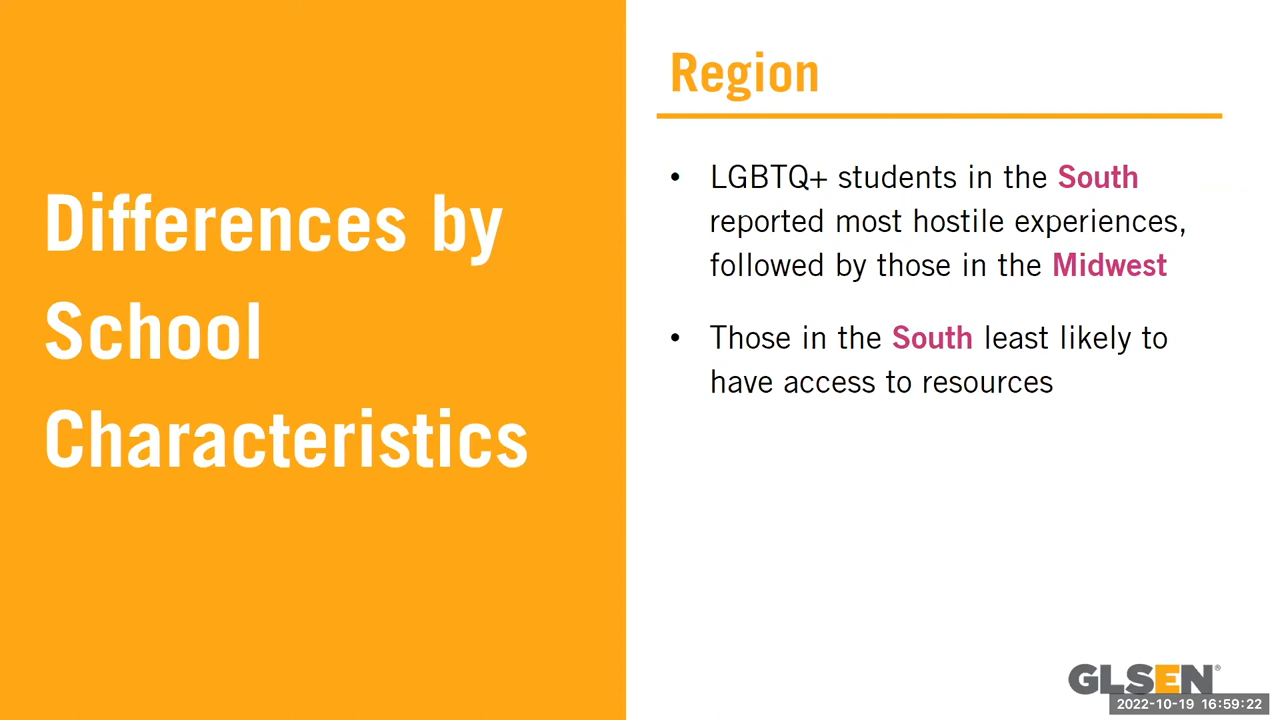 Differences by
School
Characteristics
Region
• LGBTQ+ students in the South
reported most hostile experiences,
followed by those in the Midwest
• Those in the South least likely to
have access to resources
GLSEN®
2022-10-19 16:59:22